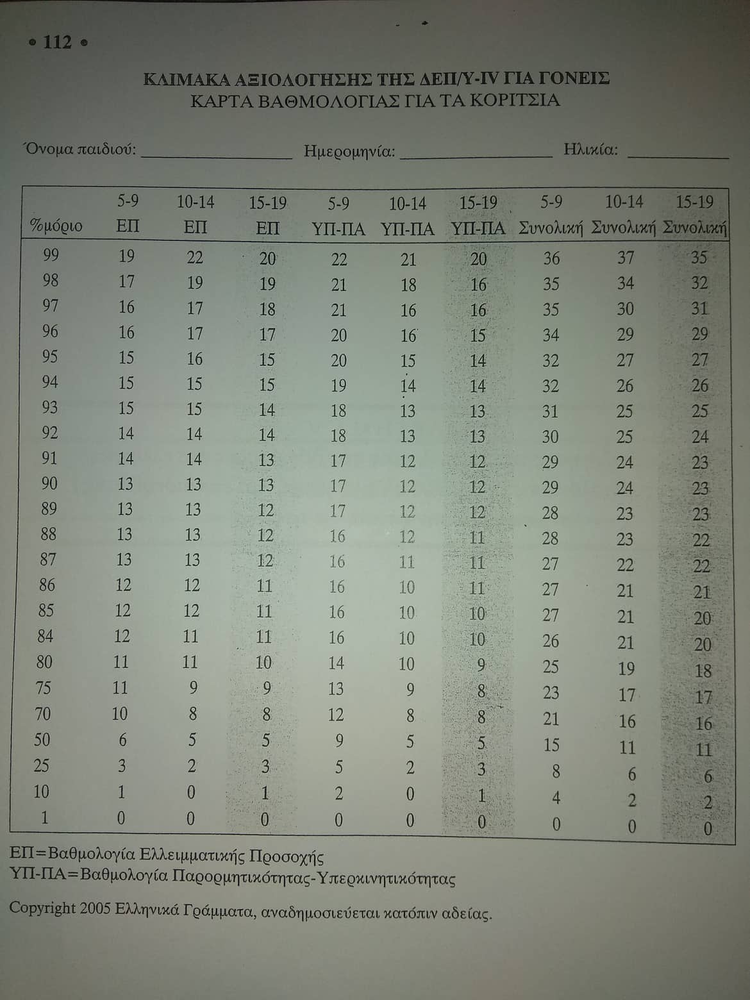 • 112 •
ΚΛΙΜΑΚΑ ΑΞΙΟΛΟΓΗΣΗΣ ΤΗΣ ΔΕΠ/Υ-IV ΓΙΑ ΓΟΝΕΙΣ
ΚΑΡΤΑ ΒΑΘΜΟΛΟΓΙΑΣ ΓΙΑ ΤΑ ΚΟΡΙΤΣΙΑ
Όνομα παιδιού: Ημερομηνία: Ηλικία:
5-9 10-14 15-19 5-9 10-14 15-19 5-9 10-14 15-19
%μόριο ΕΠ ΕΠ ΕΠ ΥΠ-ΠΑ ΥΠ-ΠΑ ΥΠ-ΠΑ Συνολική Συνολική Συνολική
99 19 22 20 22 21 20 36 37 35
98 17 19 19 21 18 16 35 34 32
97 16 17 18 21 16 16 35 30 31
96 16 17 17 20 16 15 34 29 29
95 15 16 15 20 15 14 32 27 27
94 15 15 15 19 14 14 32 26 26
93 15 15 14 18 13 13 31 25 25
92 14 14 14 18 13 13 30 25 24
91 14 14 13 17 12 12 29 24 23
90 13 13 13 17 12 12 29 24 23
89 13 13 12 17 12 12 28 23 23
88 13 13 12 16 12 11 28 23 22
87 13 13 12 16 11 11 27 22 22
86 12 12 11 16 10 11 27 21 21
85 12 12 11 16 10 10 27 21 20
84 12 11 11 16 10 10 26 21 20
80 11 11 10 14 10 9 25 19 18
75 11 9 9 13 9 8 23 17 17
70 10 8 8 12 8 8 21 16 16
50 6 5 5 9 5 5 15 11 11
25 3 2 3 5 2 3 8 6 6
10 1 0 1 2 0 1 4 2 2
1 0 0 0 0 0 0 0 0 0
ΕΠ=Βαθμολογία Ελλειμματικής Προσοχής
ΥΠ-ΠΑ=Βαθμολογία Παρορμητικότητας-Υπερκινητικότητας
Copyright 2005 Ελληνικά Γράμματα, αναδημοσιεύεται κατόπιν αδείας.